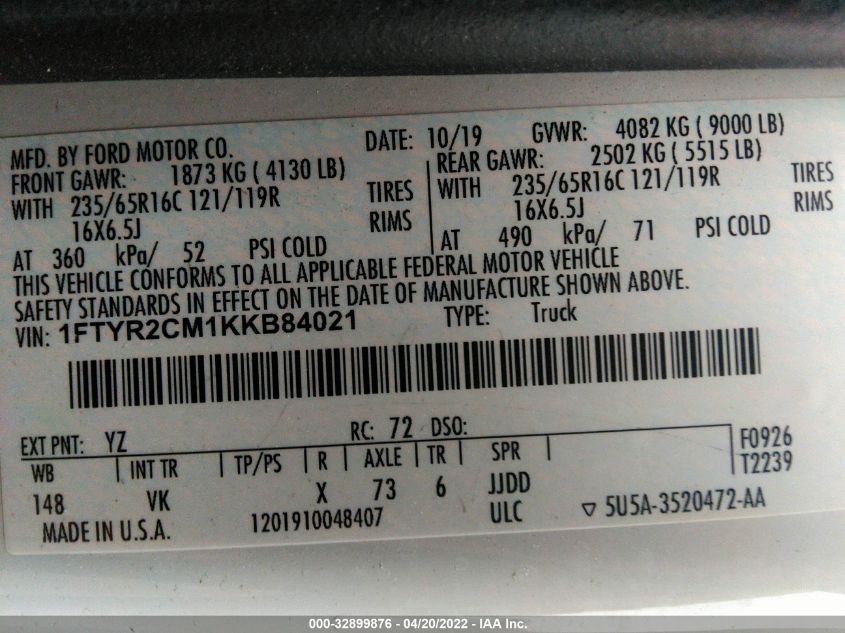 MFD. BY FORD MOTOR CO. DATE: 10/19 GVWR: 4082 KG ( 9000 LB)
FRONT GAWR: 1873 KG ( 4130 LB) REAR GAWR: 2502 KG ( 5515 LB)
WITH 235/65R16C 121/119R TIRES WITH 235/65R16C 121/119R TIRES
16X6.5J RIMS 16X6.5J RIMS
AT 360 kPa/ 52 PSI COLD AT 490 kPa/ 71 PSI COLD
THIS VEHICLE CONFORMS TO ALL APPLICABLE FEDERAL MOTOR VEHICLE
SAFETY STANDARDS IN EFFECT ON THE DATE OF MANUFACTURE SHOWN ABOVE.
VIN: 1FTYR2CM1KKB84021 TYPE: Truck
EXT PNT: YZ RC: 72 DSO:
WB INT TR TP/PS R AXLE TR SPR F0926
T2239
148 VK X 73 6 JJDD
MADE IN U.S.A. 1201910048407 ULC ▽ 5U5A-3520472-AA
000-32899876 - 04/20/2022 - IAA Inc.